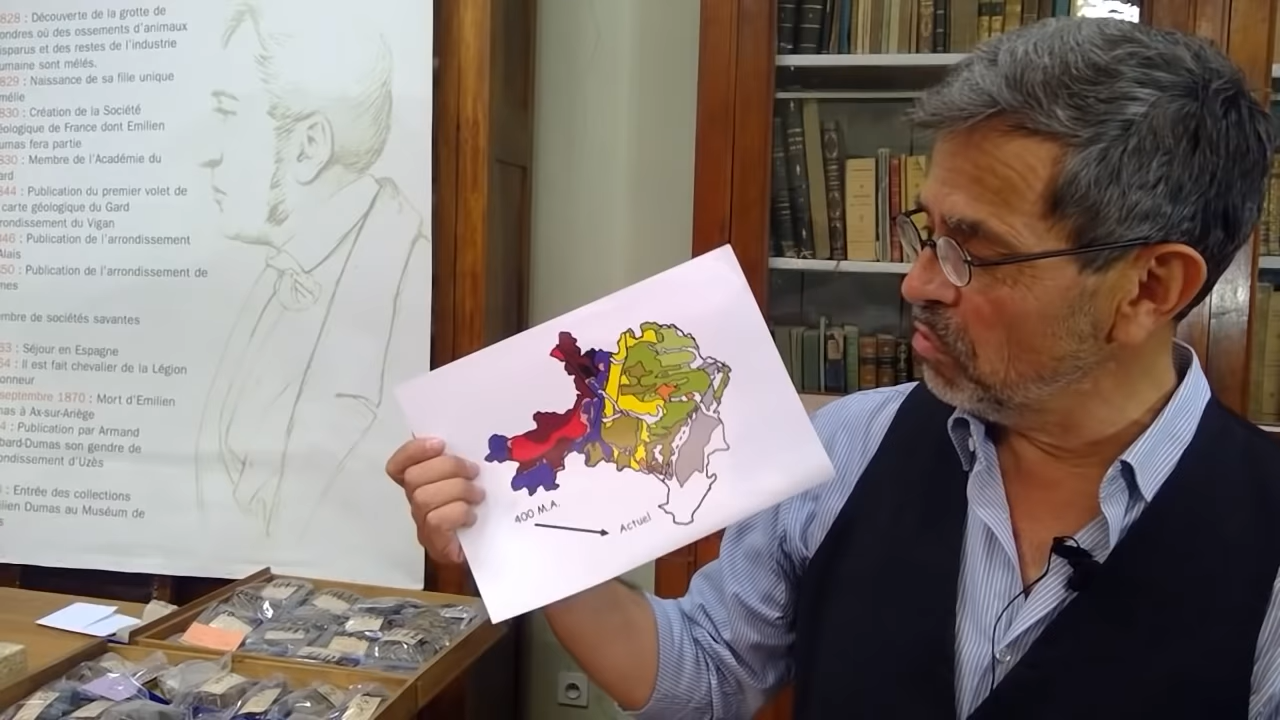 828 : Découverte de la grotte de
ondres où des ossements d'animaux
isparus et des restes de l'industrie
umaine sont mêlés.
829 : Naissance de sa fille unique
mélie
830 : Création de la Société
éologique de France dont Emilien
umas fera partie
830 : Membre de l'Académie du
ard
844 : Publication du premier volet de
carte géologique du Gard
rondissement du Vigan
46 : Publication de l'arrondissement
Alais
50 : Publication de l'arrondissement de
mes
mbre de sociétés savantes
53 : Séjour en Espagne
54 : Il est fait chevalier de la Légion
onneur
septembre 1870 : Mort d'Emilien
mas à Ax-sur-Ariège
4 : Publication par Armand
bard-Dumas son gendre de
ondissement d'Uzès
: Entrée des collections
ilien Dumas au Muséum de
s
400 M.A.
Actuel